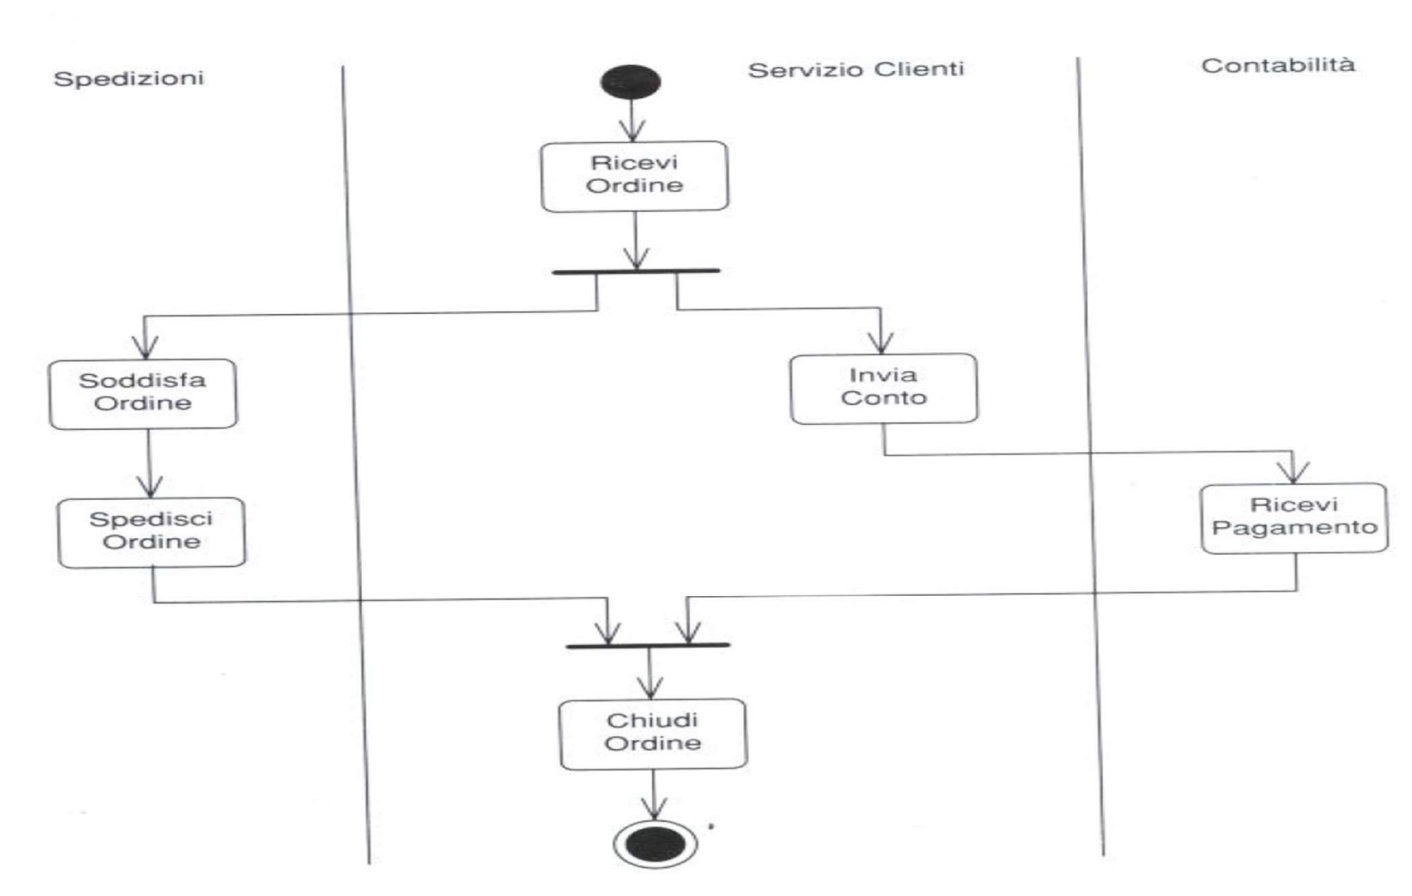 Spedizioni
Servizio Clienti
Contabilità
Ricevi
Ordine
Soddisfa
Ordine
Invia
Conto
Spedisci
Ordine
Ricevi
Pagamento
Chiudi
Ordine